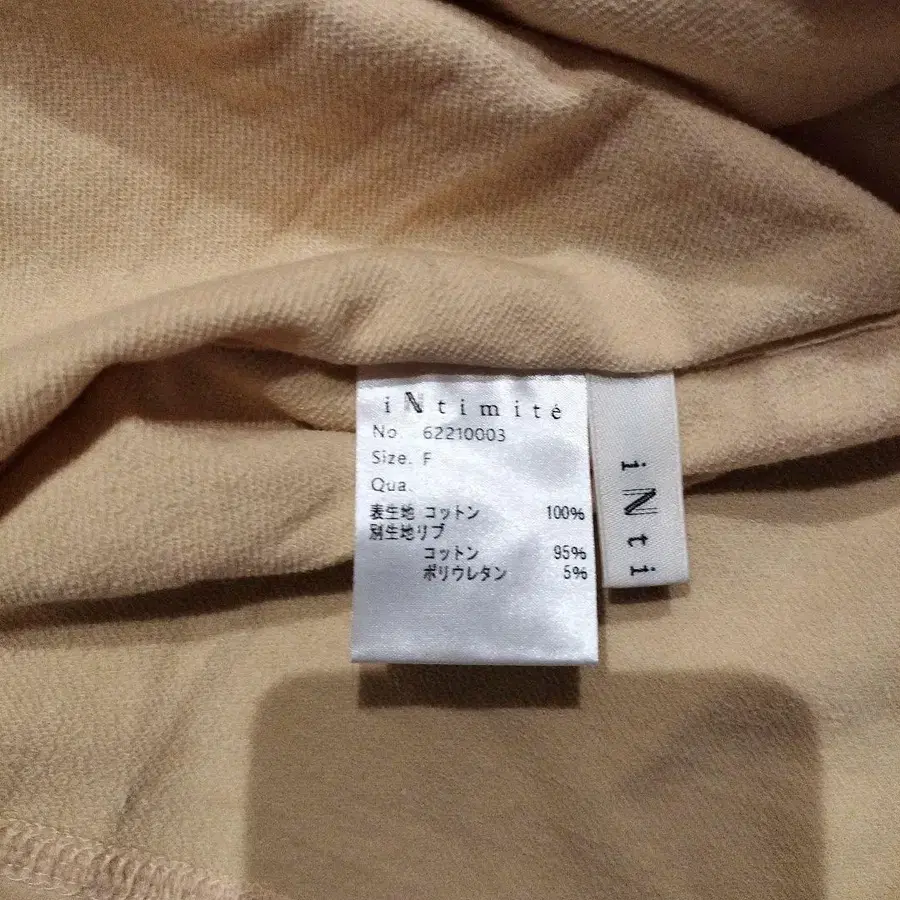 iNtimité
No. 62210003
Size. F
Qua.
表生地 コットン 100%
別生地リブ
コットン 95%
ポリウレタン 5%
iNti